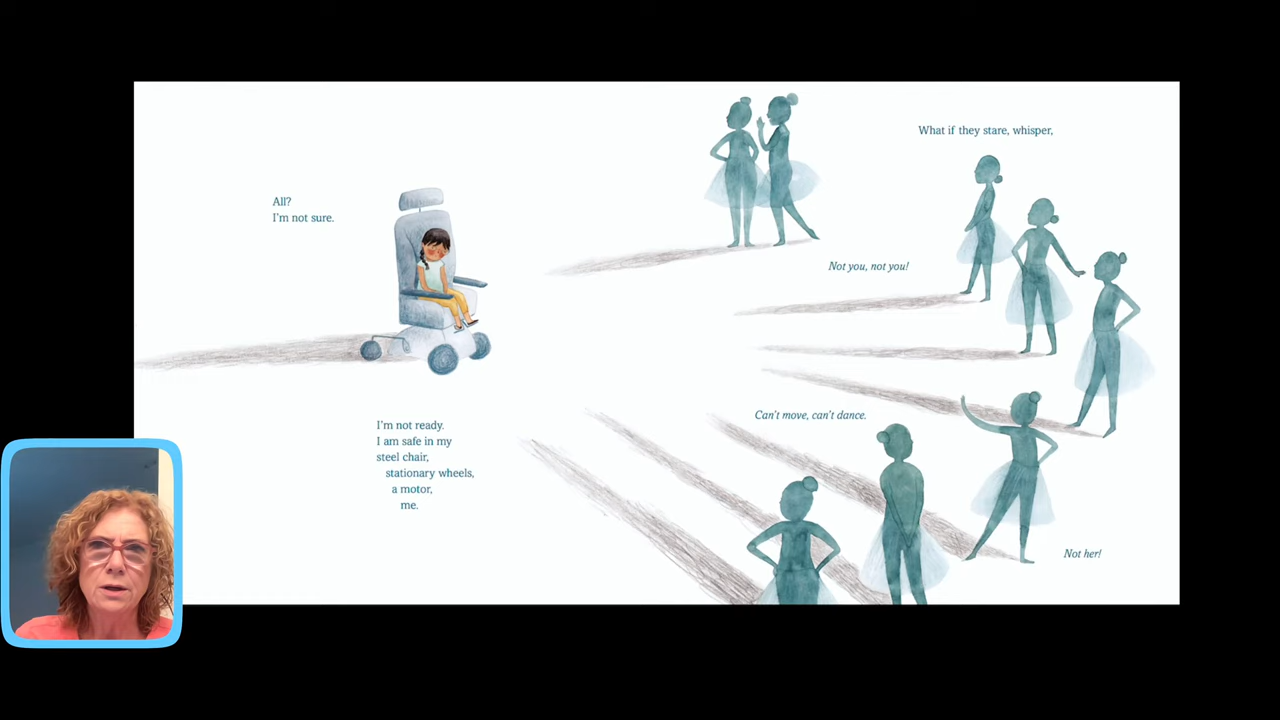 All?
I'm not sure.
I'm not ready.
I am safe in my
steel chair,
stationary wheels,
a motor,
me.
What if they stare, whisper,
Not you, not you!
Can't move, can't dance.
Not her!